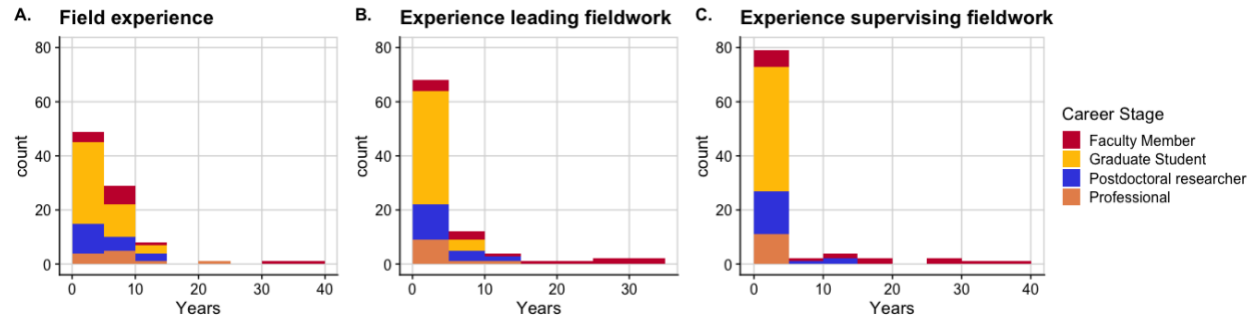 A. Field experience
80
60
40
20
0
count
0 10 20 30 40
Years
B. Experience leading fieldwork
80
60
40
20
0
count
0 10 20 30
Years
C. Experience supervising fieldwork
80
60
40
20
0
count
0 10 20 30 40
Years
Career Stage
Faculty Member
Graduate Student
Postdoctoral researcher
Professional